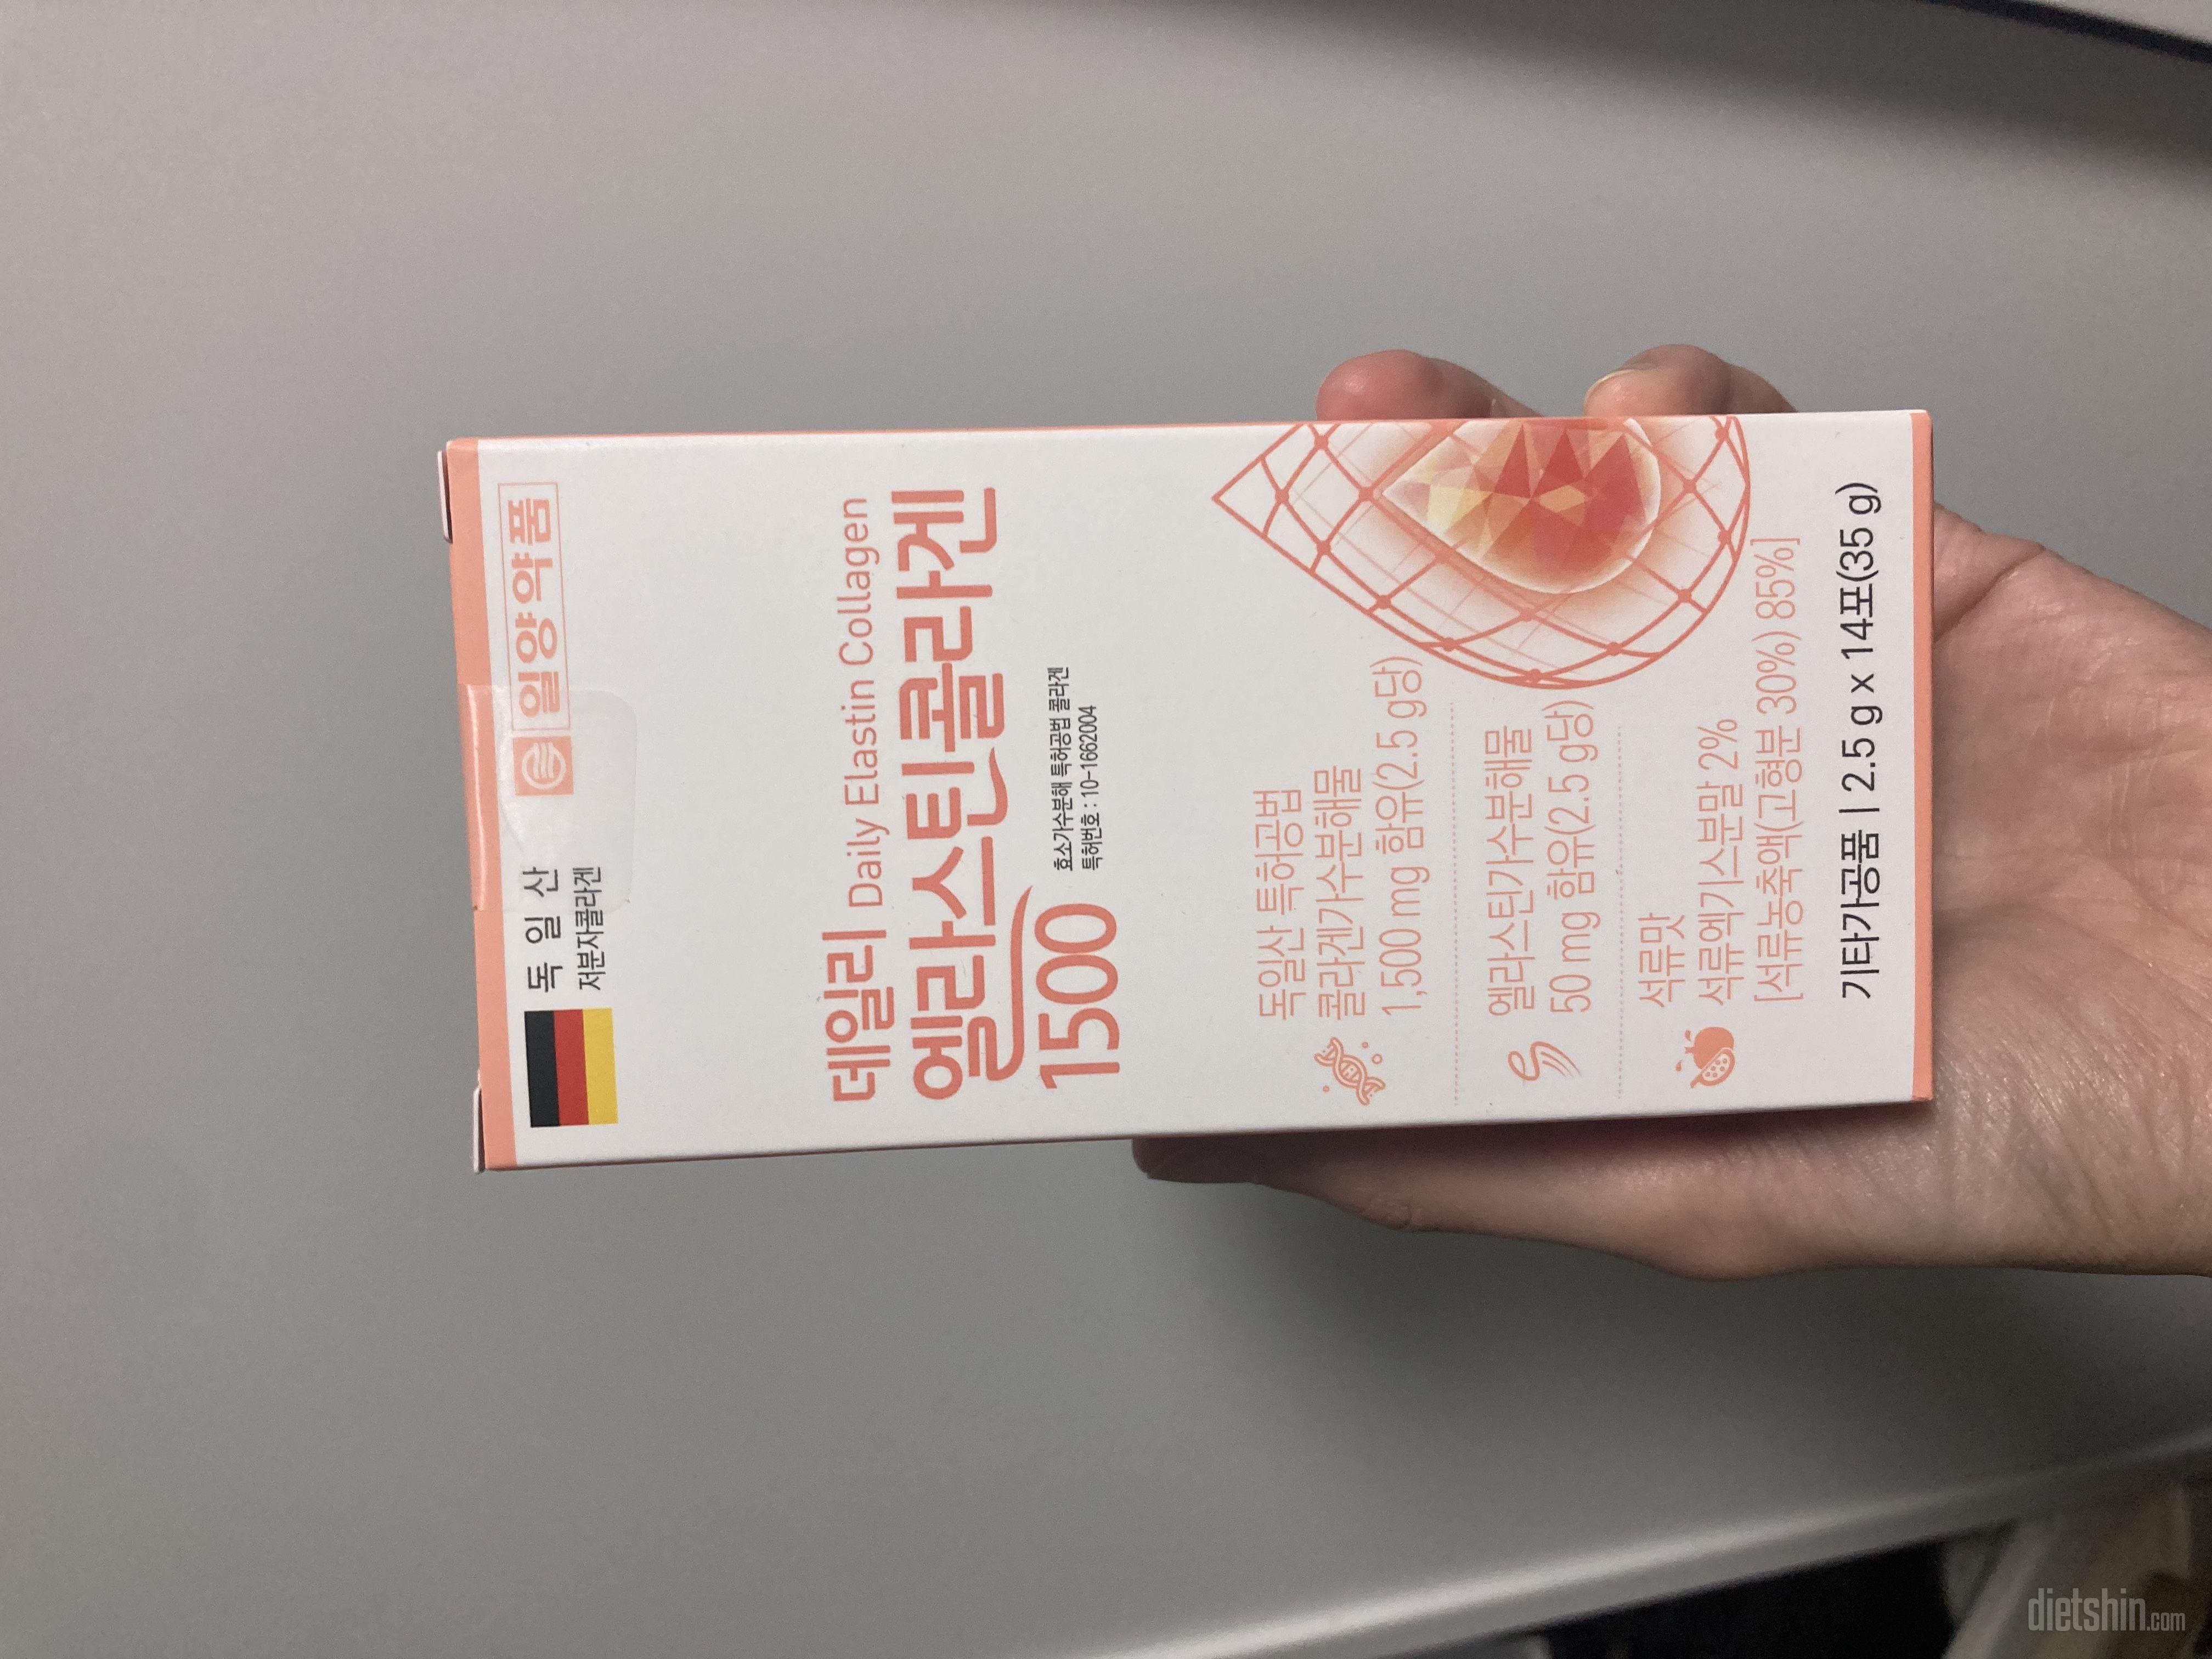 독일산
저분자콜라겐
일양약품
데일리 | Daily Elastin Collagen
엘라스틴콜라겐
1500
효소가수분해 특허공법 콜라겐
특허번호 : 10-1662004
독일산 특허공법
콜라겐가수분해물
1,500 mg 함유(2.5 g당)
엘라스틴가수분해물
50 mg 함유(2.5 g당)
석류맛
석류엑기스분말 2%
[석류농축액(고형분 30%) 85%]
기타가공품 | 2.5 g x 14포(35 g)
dietshin.com